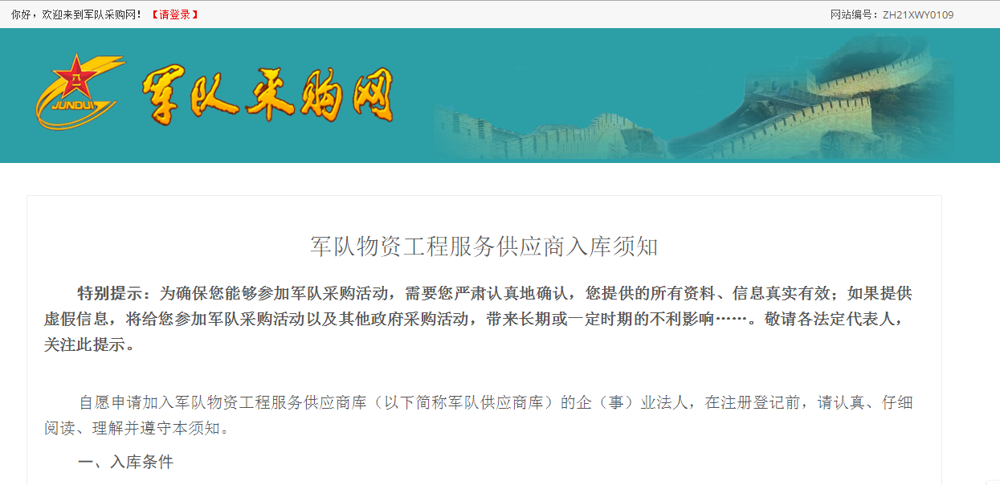 你好，欢迎来到军队采购网！ 【请登录】 网站编号：ZH21XWY0109
八一
JUNDUI
军队采购网
军队物资工程服务供应商入库须知
特别提示：为确保您能够参加军队采购活动，需要您严肃认真地确认，您提供的所有资料、信息真实有效；如果提供
虚假信息，将给您参加军队采购活动以及其他政府采购活动，带来长期或一定时期的不利影响……。敬请各法定代表人，
关注此提示。
自愿申请加入军队物资工程服务供应商库（以下简称军队供应商库）的企（事）业法人，在注册登记前，请认真、仔细
阅读、理解并遵守本须知。
一、入库条件